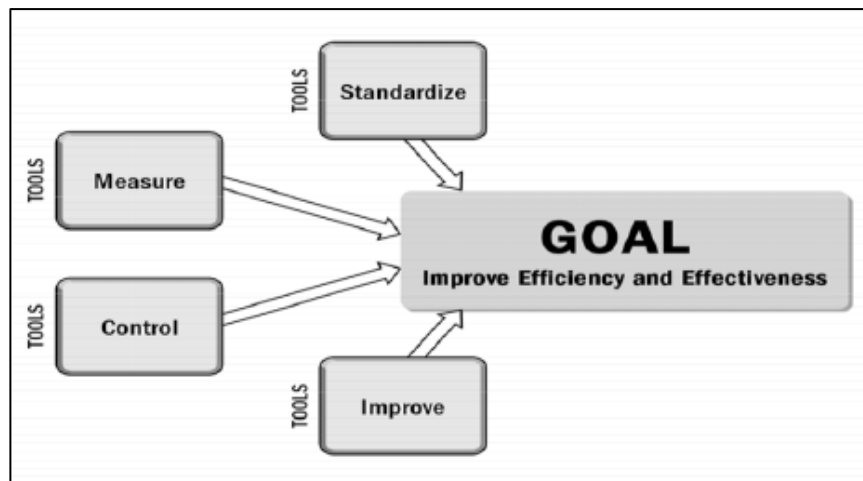 TOOLS
Standardize
TOOLS
Measure
GOAL
Improve Efficiency and Effectiveness
TOOLS
Control
TOOLS
Improve